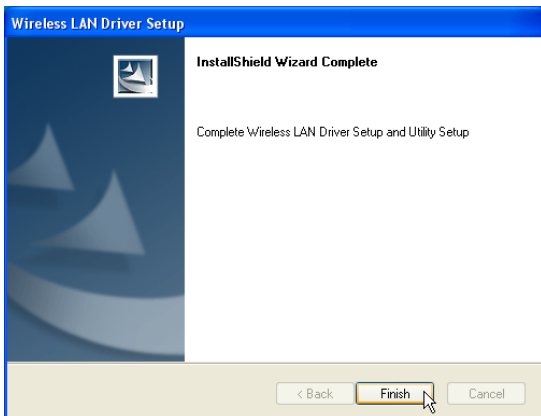 Wireless LAN Driver Setup
InstallShield Wizard Complete
Complete Wireless LAN Driver Setup and Utility Setup
< Back Finish Cancel